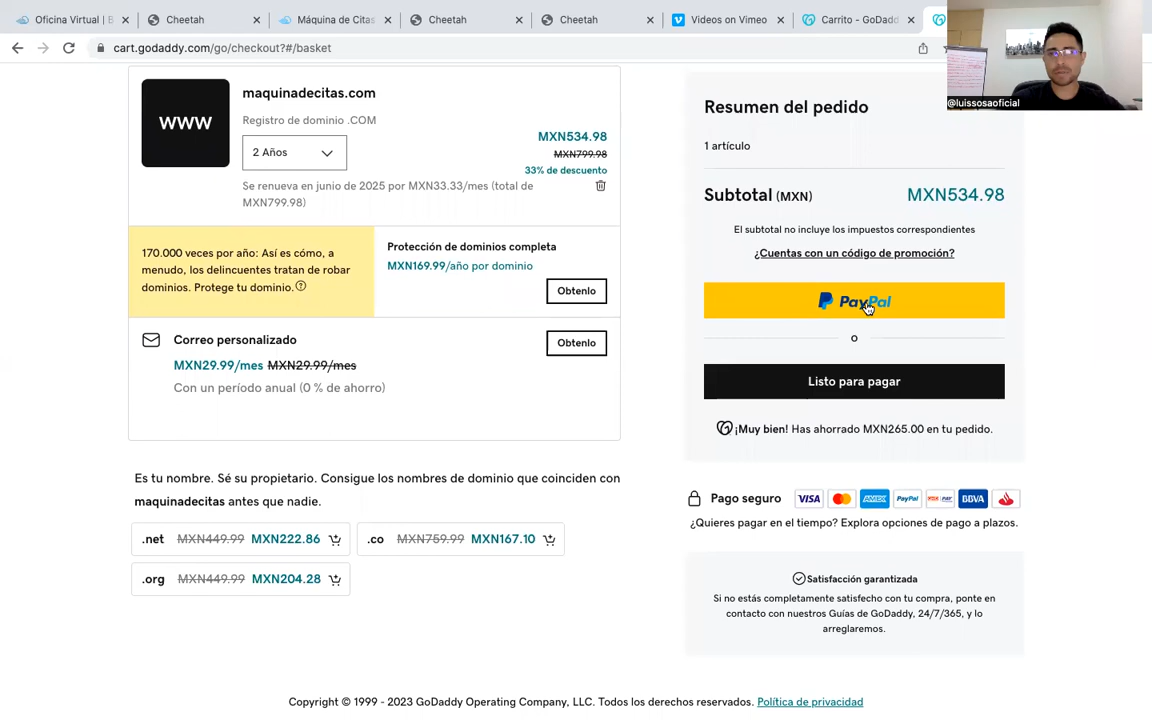 Oficina Virtual | B
Cheetah
Máquina de Citas
Cheetah
Cheetah
Videos on Vimeo
Carrito - GoDadd
cart.godaddy.com/go/checkout?#/basket
@luissosaoficial
WWW
maquinadecitas.com
Registro de dominio .COM
2 Años
MXN534.98
MXN799.98
33% de descuento
Se renueva en junio de 2025 por MXN33.33/mes (total de
MXN799.98)
170.000 veces por año: Así es cómo, a
menudo, los delincuentes tratan de robar
dominios. Protege tu dominio.
Protección de dominios completa
MXN169.99/año por dominio
Obtenlo
Correo personalizado
MXN29.99/mes MXN29.99/mes
Con un período anual (0 % de ahorro)
Obtenlo
Es tu nombre. Sé su propietario. Consigue los nombres de dominio que coinciden con
maquinadecitas antes que nadie.
.net MXN449.99 MXN222.86
.co MXN759.99 MXN167.10
.org MXN449.99 MXN204.28
Resumen del pedido
1 artículo
Subtotal (MXN) MXN534.98
El subtotal no incluye los impuestos correspondientes
¿Cuentas con un código de promoción?
PayPal
o
Listo para pagar
¡Muy bien! Has ahorrado MXN265.00 en tu pedido.
Pago seguro VISA AMEX PayPal BBVA
¿Quieres pagar en el tiempo? Explora opciones de pago a plazos.
Satisfacción garantizada
Si no estás completamente satisfecho con tu compra, ponte en
contacto con nuestros Guías de GoDaddy, 24/7/365, y lo
arreglaremos.
Copyright © 1999 - 2023 GoDaddy Operating Company, LLC. Todos los derechos reservados. Política de privacidad